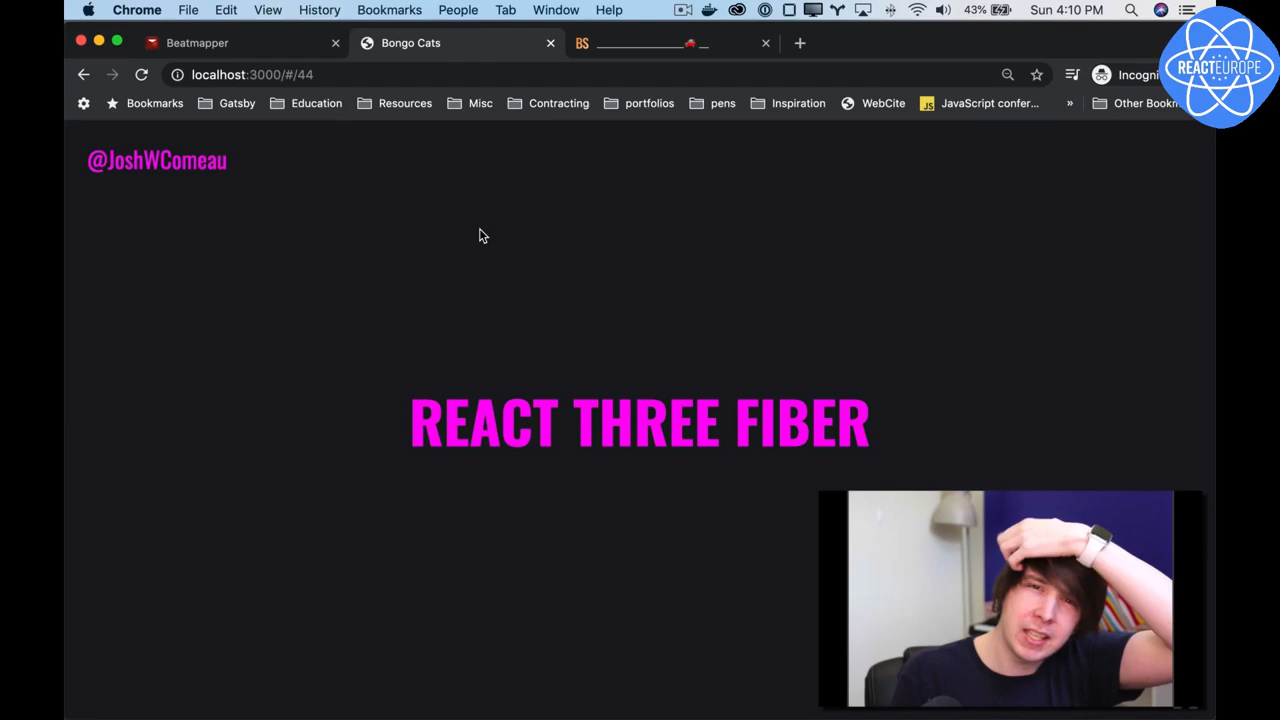 Chrome File Edit View History Bookmarks People Tab Window Help 43% Sun 4:10 PM
Beatmapper Bongo Cats BS
localhost:3000/#/44
Bookmarks Gatsby Education Resources Misc Contracting portfolios pens Inspiration WebCite JS JavaScript confer... » Other Bookm
REACTEUROPE
@JoshWComeau
REACT THREE FIBER